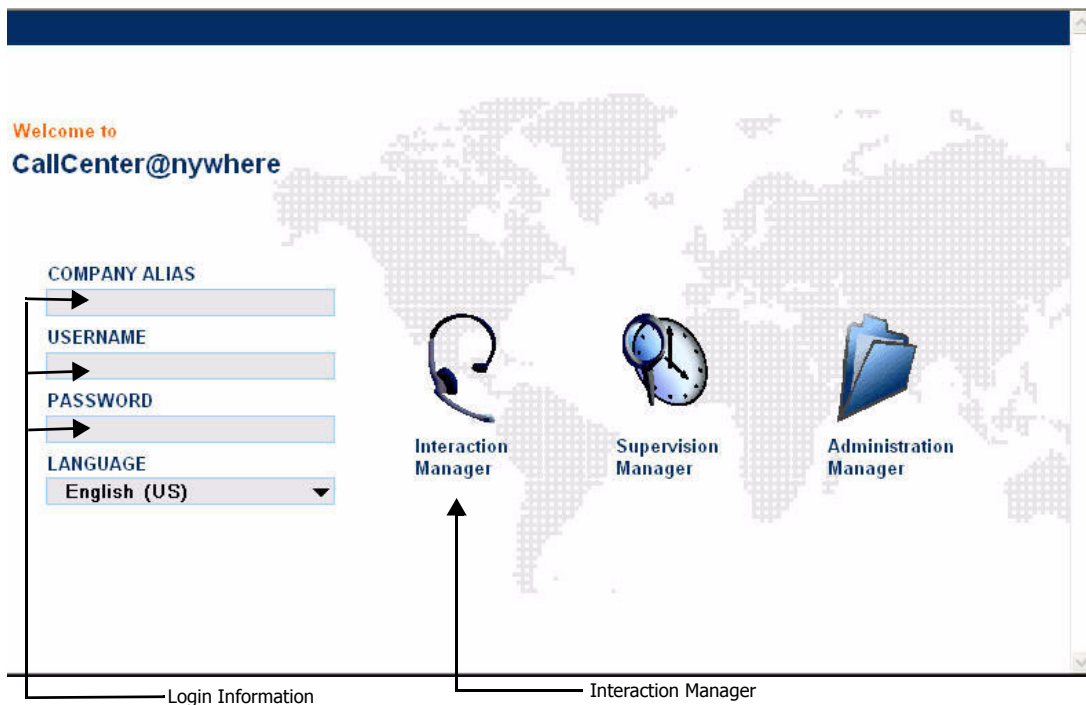 Welcome to
CallCenter@nywhere
COMPANY ALIAS
USERNAME
PASSWORD
LANGUAGE
English (US)
Interaction
Manager
Supervision
Manager
Administration
Manager
Login Information
Interaction Manager